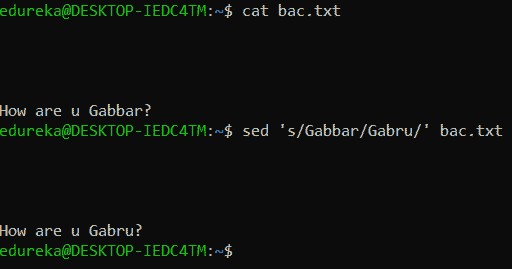 edureka@DESKTOP-IEDC4TM:~$ cat bac.txt
How are u Gabbar?
edureka@DESKTOP-IEDC4TM:~$ sed 's/Gabbar/Gabru/' bac.txt
How are u Gabru?
edureka@DESKTOP-IEDC4TM:~$